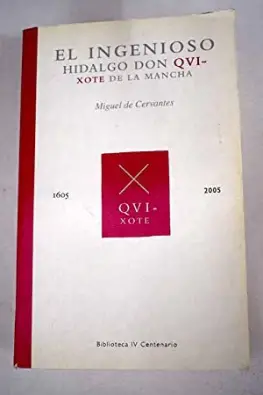 EL INGENIOSO
HIDALGO DON QVI-
XOTE DE LA MANCHA
Miguel de Cervantes
1605
2005
QVI-
XOTE
Biblioteca IV Centenario